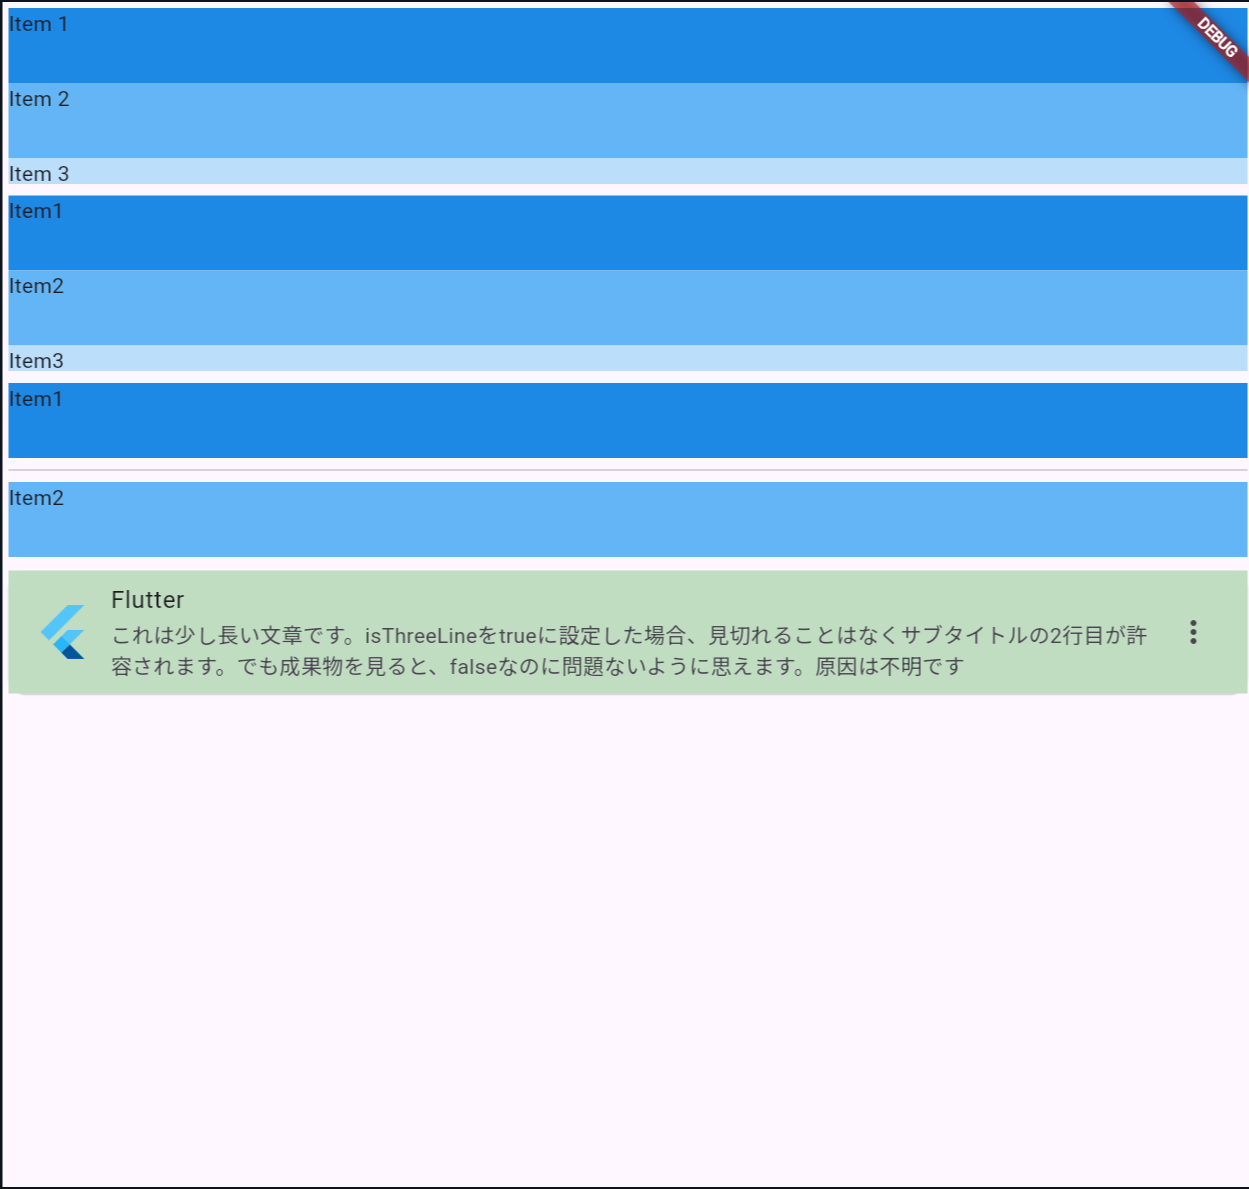 Item 1
DEBUG
Item 2
Item 3
Item1
Item2
Item3
Item1
Item2
Flutter
これは少し長い文章です。isThreeLineをtrueに設定した場合、見切れることはなくサブタイトルの2行目が許
容されます。でも成果物を見ると、falseなのに問題ないように思えます。原因は不明です